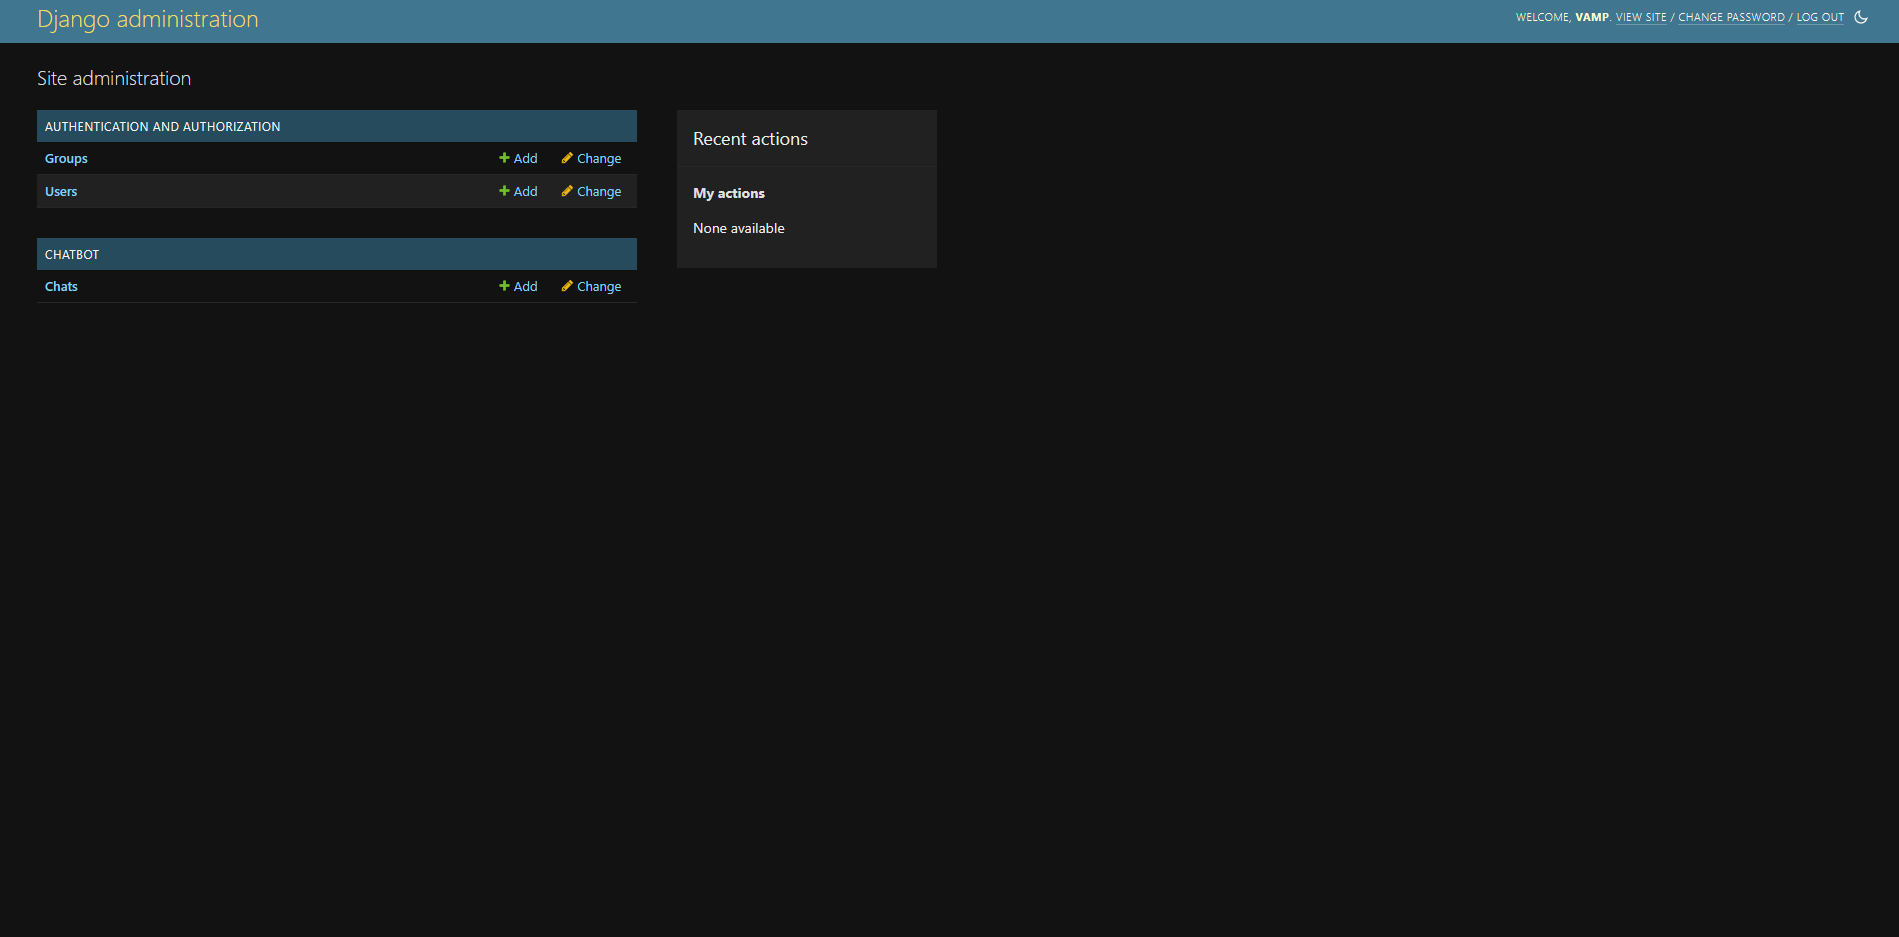 Django administration
WELCOME, VAMP. VIEW SITE / CHANGE PASSWORD / LOG OUT
Site administration
AUTHENTICATION AND AUTHORIZATION
Groups Add Change
Users Add Change
CHATBOT
Chats Add Change
Recent actions
My actions
None available